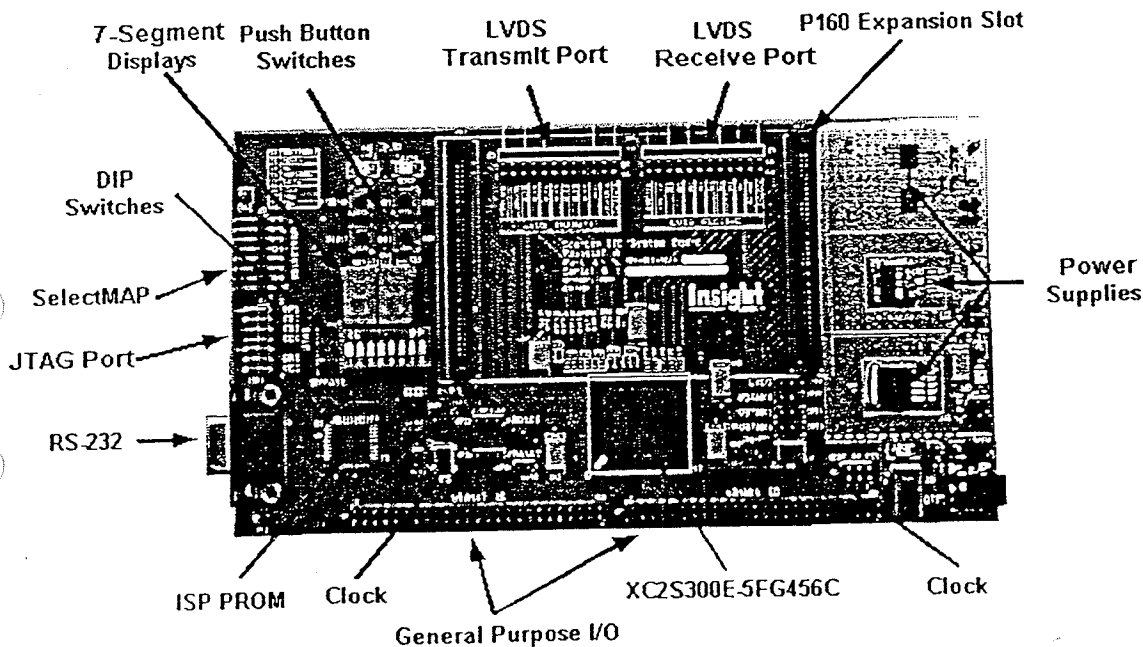 7-Segment
Displays
Push Button
Switches
LVDS
Transmit Port
LVDS
Receive Port
P160 Expansion Slot
DIP
Switches
SelectMAP
JTAG Port
RS-232
Insight
Power
Supplies
ISP PROM
Clock
General Purpose I/O
XC2S300E-5FG456C
Clock